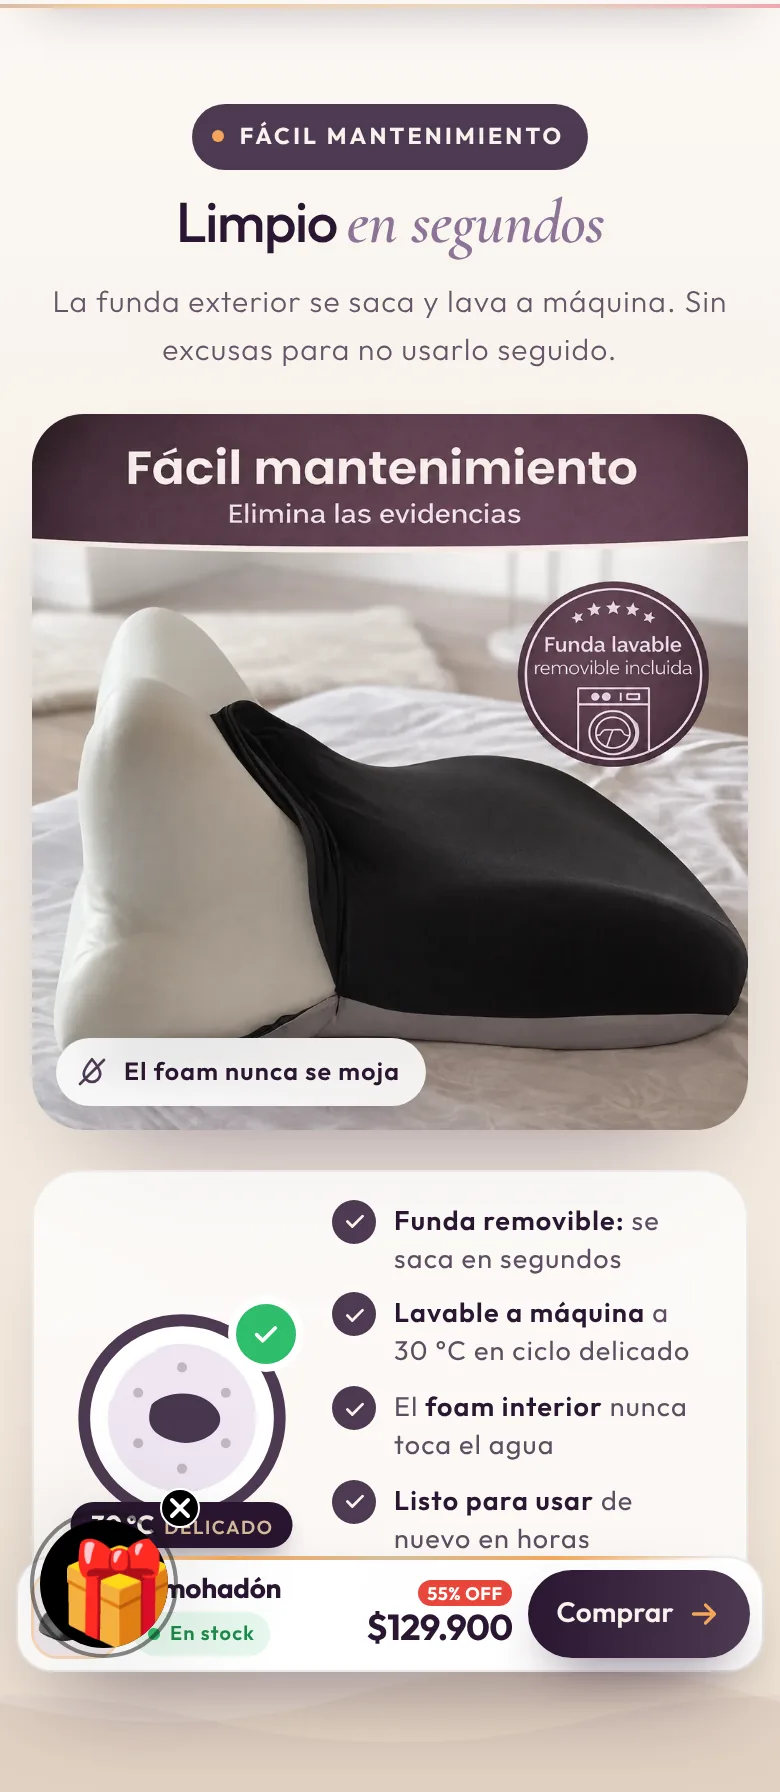 FÁCIL MANTENIMIENTO
Limpio en segundos
La funda exterior se saca y lava a máquina. Sin
excusas para no usarlo seguido.
Fácil mantenimiento
Elimina las evidencias
Funda lavable
removible incluida
El foam nunca se moja
Funda removible: se
saca en segundos
Lavable a máquina a
30 °C en ciclo delicado
El foam interior nunca
toca el agua
Listo para usar de
nuevo en horas
30°C DELICADO
mohadón
En stock
55% OFF
$129.900
Comprar